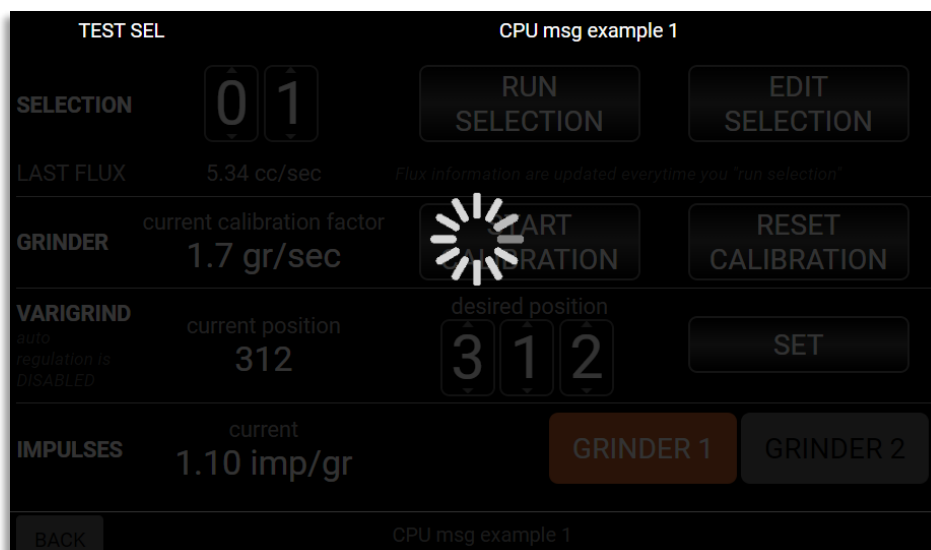 TEST SEL CPU msg example 1
SELECTION 0 1 RUN SELECTION EDIT SELECTION
LAST FLUX 5.34 cc/sec Flux information are updated everytime you "run selection"
GRINDER current calibration factor 1.7 gr/sec START CALIBRATION RESET CALIBRATION
VARIGRIND auto regulation is DISABLED current position 312 desired position 3 1 2 SET
IMPULSES current 1.10 imp/gr GRINDER 1 GRINDER 2
BACK CPU msg example 1